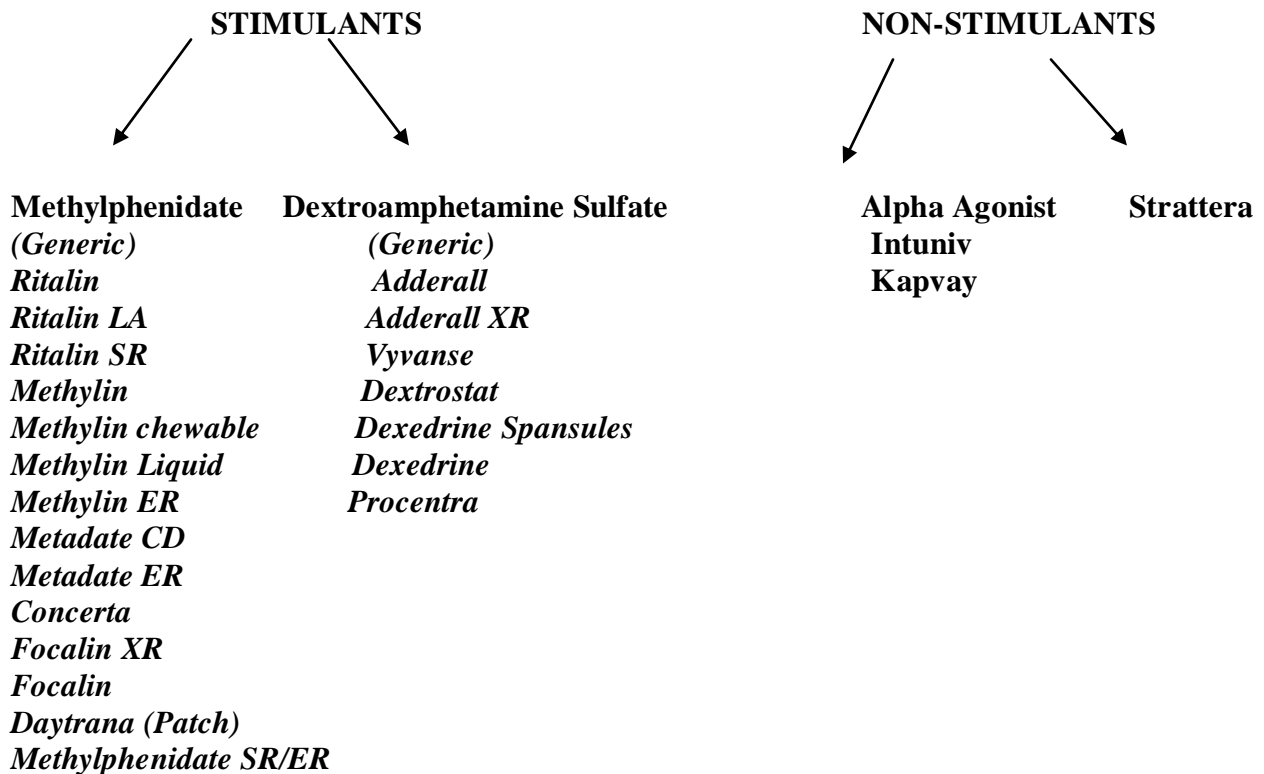 STIMULANTS NON-STIMULANTS
Methylphenidate Dextroamphetamine Sulfate Alpha Agonist Strattera
(Generic) (Generic) Intuniv
Ritalin Adderall Kapvay
Ritalin LA Adderall XR
Ritalin SR Vyvanse
Methylin Dextrostat
Methylin chewable Dexedrine Spansules
Methylin Liquid Dexedrine
Methylin ER Procentra
Metadate CD
Metadate ER
Concerta
Focalin XR
Focalin
Daytrana (Patch)
Methylphenidate SR/ER